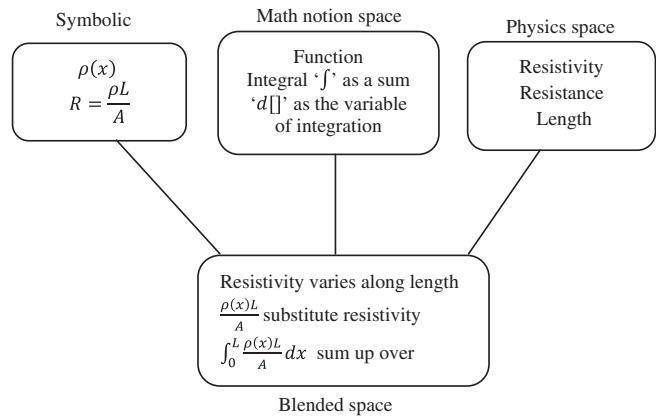 Symbolic
ρ(x)
R = ρL/A
Math notion space
Function
Integral ‘∫’ as a sum
‘d[]’ as the variable
of integration
Physics space
Resistivity
Resistance
Length
Resistivity varies along length
ρ(x)L/A substitute resistivity
∫₀ᴸ ρ(x)L/A dx sum up over
Blended space